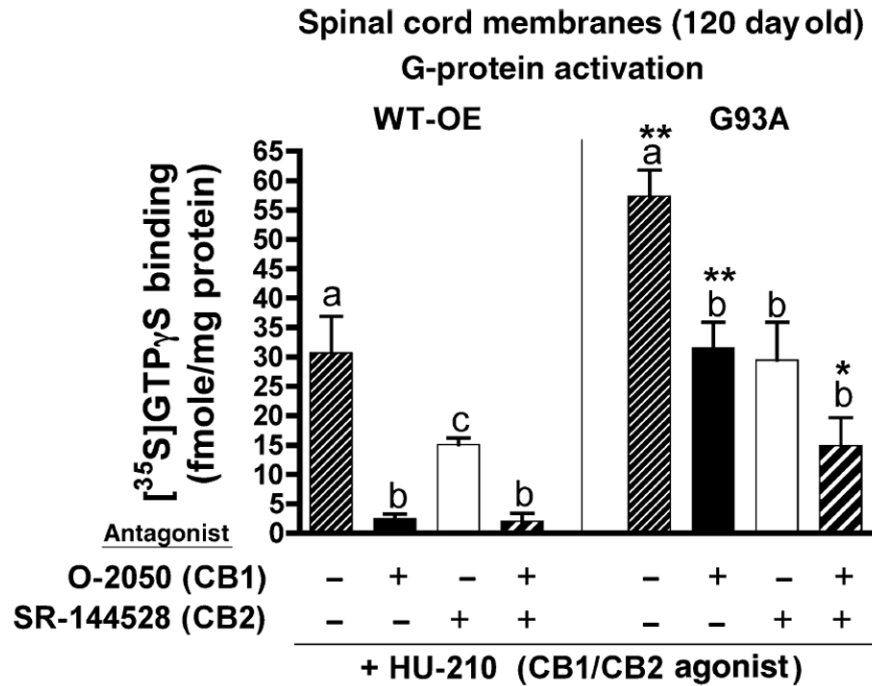 Spinal cord membranes (120 day old)
G-protein activation
WT-OE G93A
[³⁵S]GTPγS binding
(fmole/mg protein)
65
60
55
50
45
40
35
30
25
20
15
10
5
0
a
b
c
b
**
a
**
b
b
*
b
Antagonist
O-2050 (CB1) – + – + – + – +
SR-144528 (CB2) – – + + – – + +
+ HU-210 (CB1/CB2 agonist)